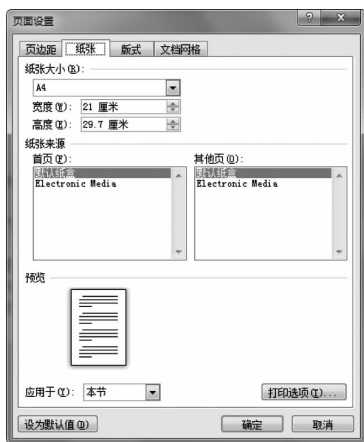 页面设置
页边距 纸张 版式 文档网格
纸张大小(R):
A4
宽度(W): 21 厘米
高度(E): 29.7 厘米
纸张来源
首页(F): 其他页(O):
默认纸盒 默认纸盒
Electronic Media Electronic Media
预览
应用于(Y): 本节 打印选项(T)...
设为默认值(D) 确定 取消